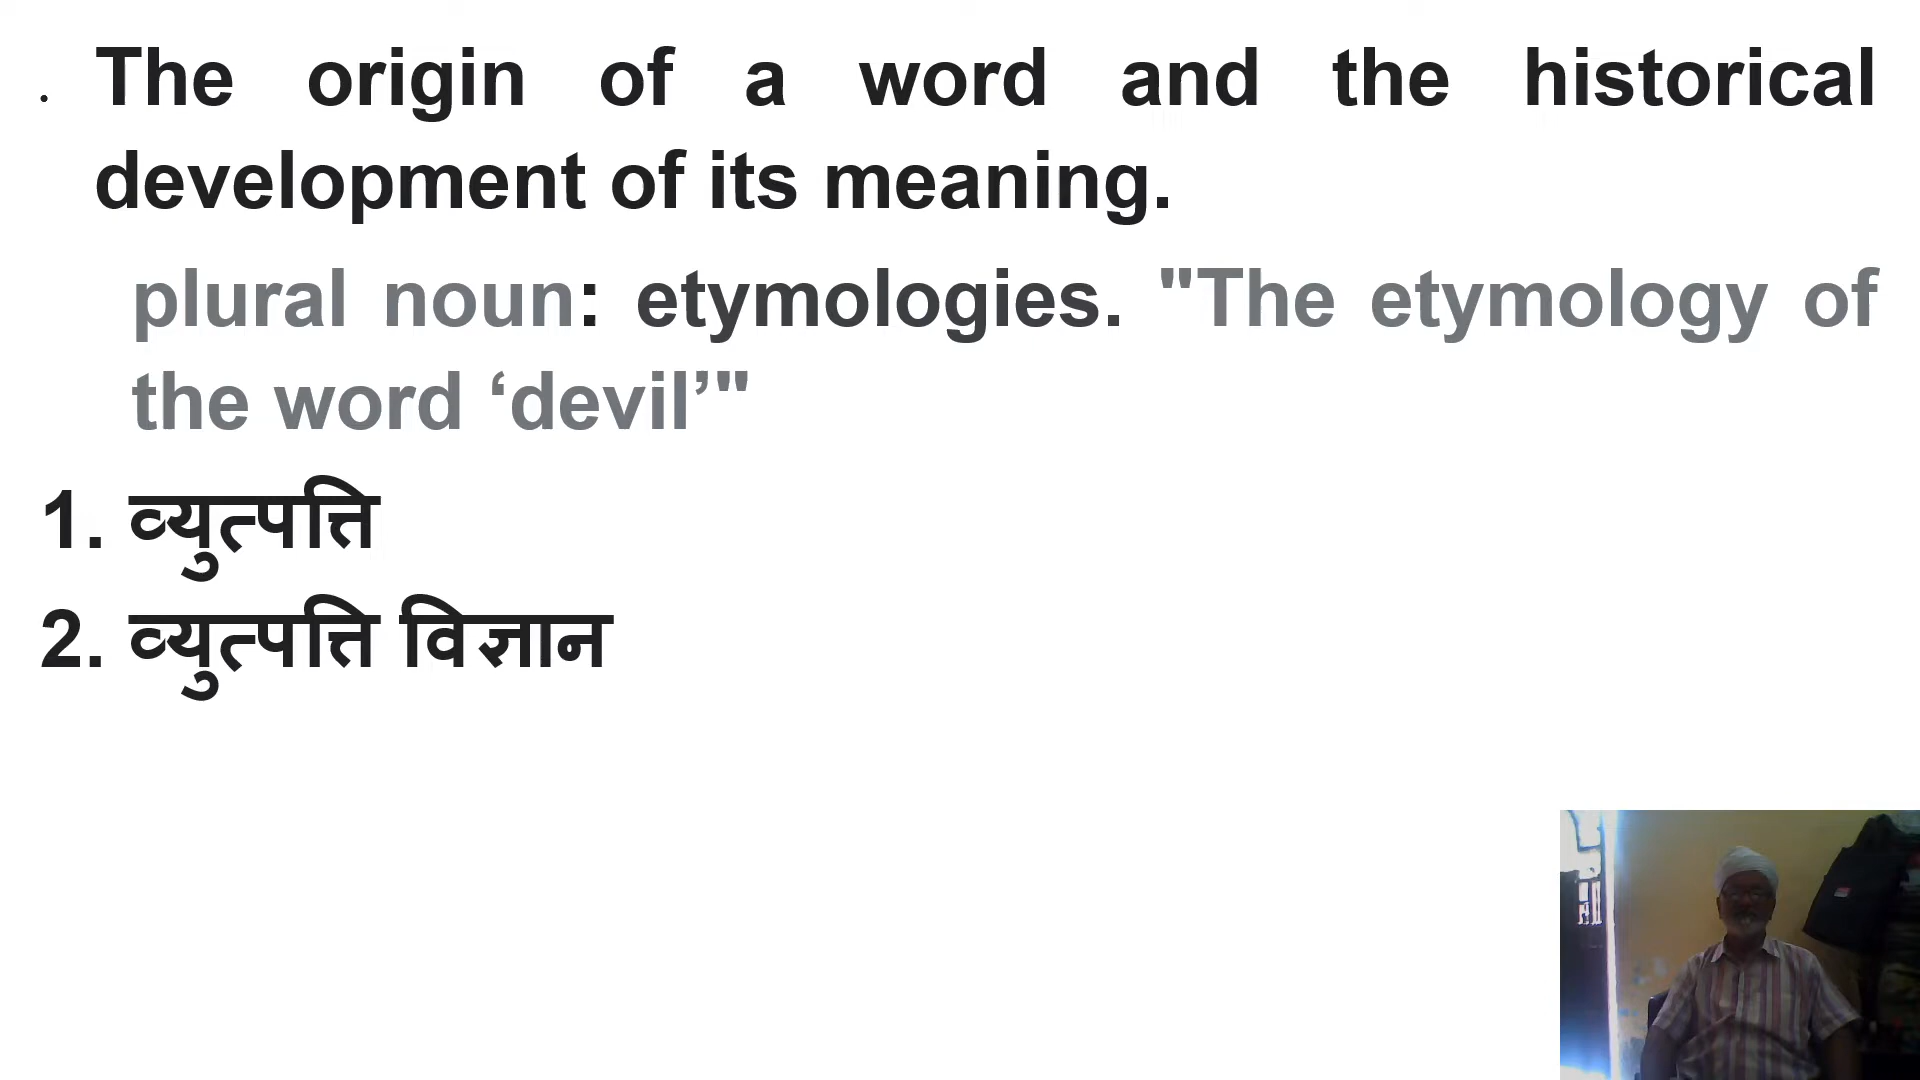 . The origin of a word and the historical
development of its meaning.
plural noun: etymologies. "The etymology of
the word ‘devil’"
1. व्युत्पत्ति
2. व्युत्पत्ति विज्ञान